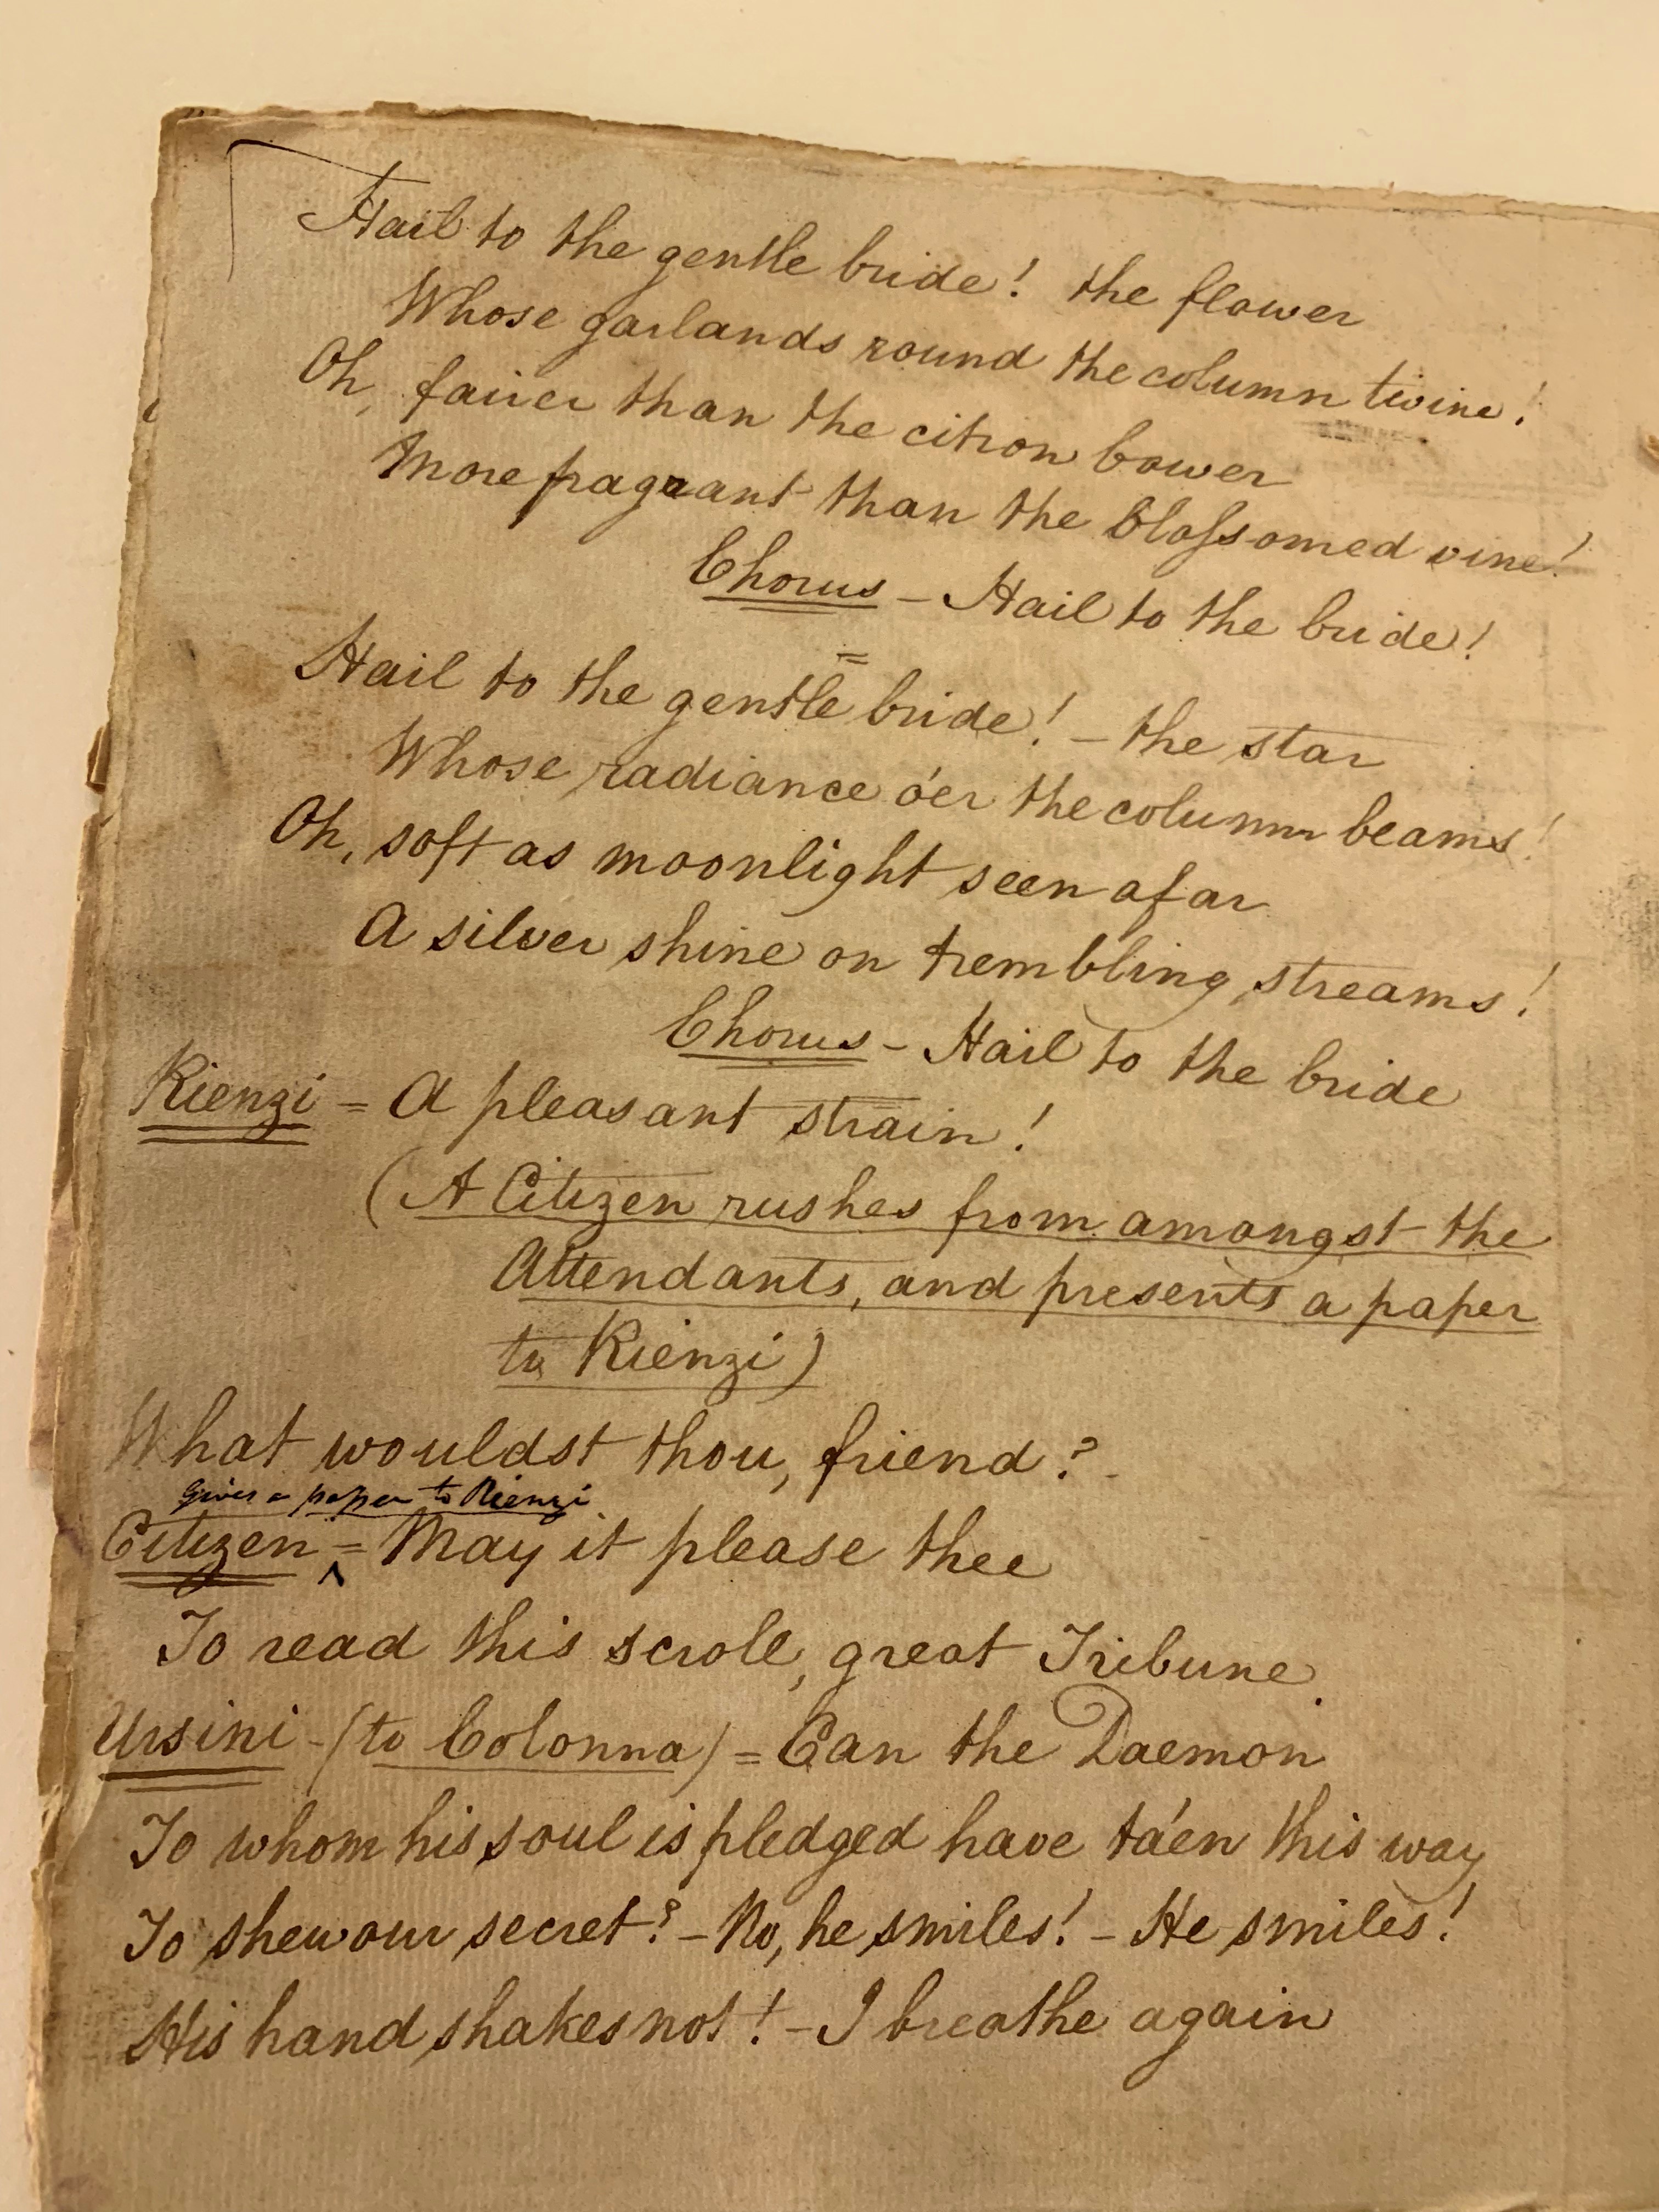 Hail to the gentle bride! the flower
Whose garlands round the column twine!
Oh, fairer than the citron bower
More fragrant than the blossomed vine!
Chorus - Hail to the bride!
=
Hail to the gentle bride! - the star
Whose radiance o'er the column beams!
Oh, soft as moonlight seen afar
A silver shine on trembling streams!
Chorus - Hail to the bride
Rienzi = A pleasant strain!
(A Citizen rushes from amongst the
Attendants, and presents a paper
to Rienzi)
What wouldst thou, friend? -
Gives a paper to Rienzi
Citizen = May it please thee
To read this scroll, great Tribune.
Ursini - (to Colonna) = Can the Daemon
To whom his soul is pledged have ta'en this way
To shew our secret? - No, he smiles! - He smiles!
His hand shakes not! - I breathe again